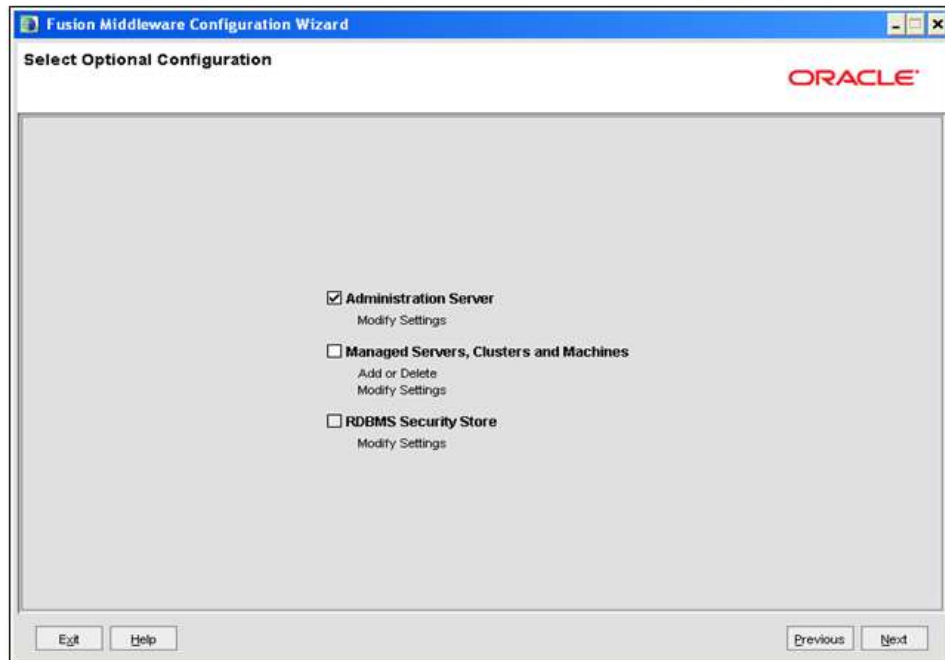 Fusion Middleware Configuration Wizard
Select Optional Configuration
ORACLE
Administration Server
Modify Settings
Managed Servers, Clusters and Machines
Add or Delete
Modify Settings
RDBMS Security Store
Modify Settings
Exit Help Previous Next